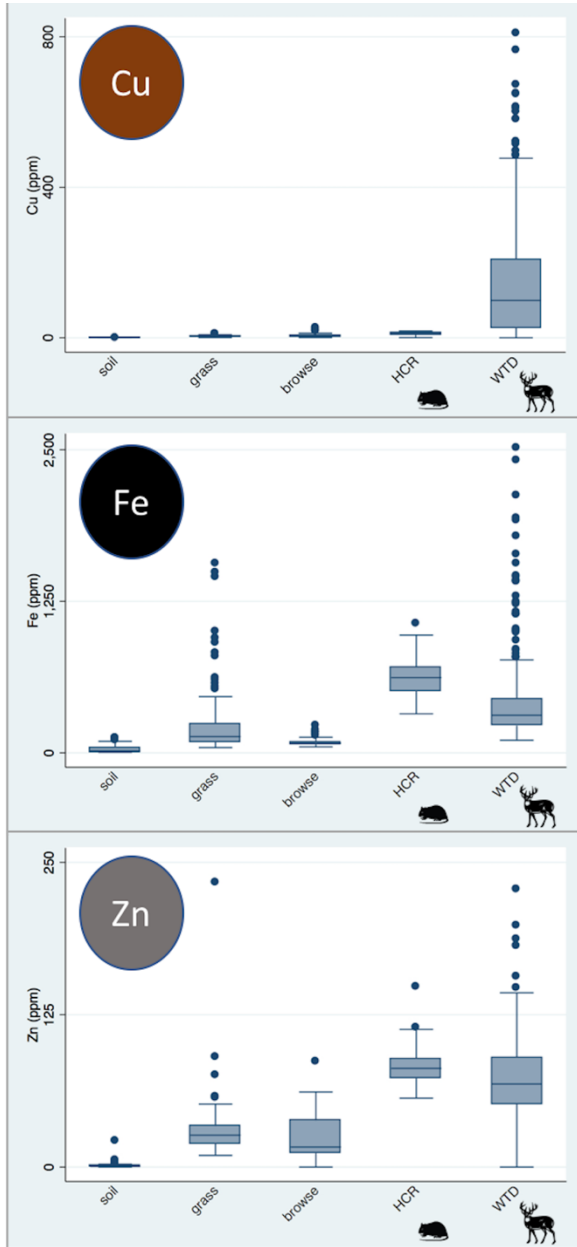 Cu
Cu (ppm)
800
400
0
soil
grass
browse
HCR
WTD
Fe
Fe (ppm)
2,500
1,250
0
soil
grass
browse
HCR
WTD
Zn
Zn (ppm)
250
125
0
soil
grass
browse
HCR
WTD